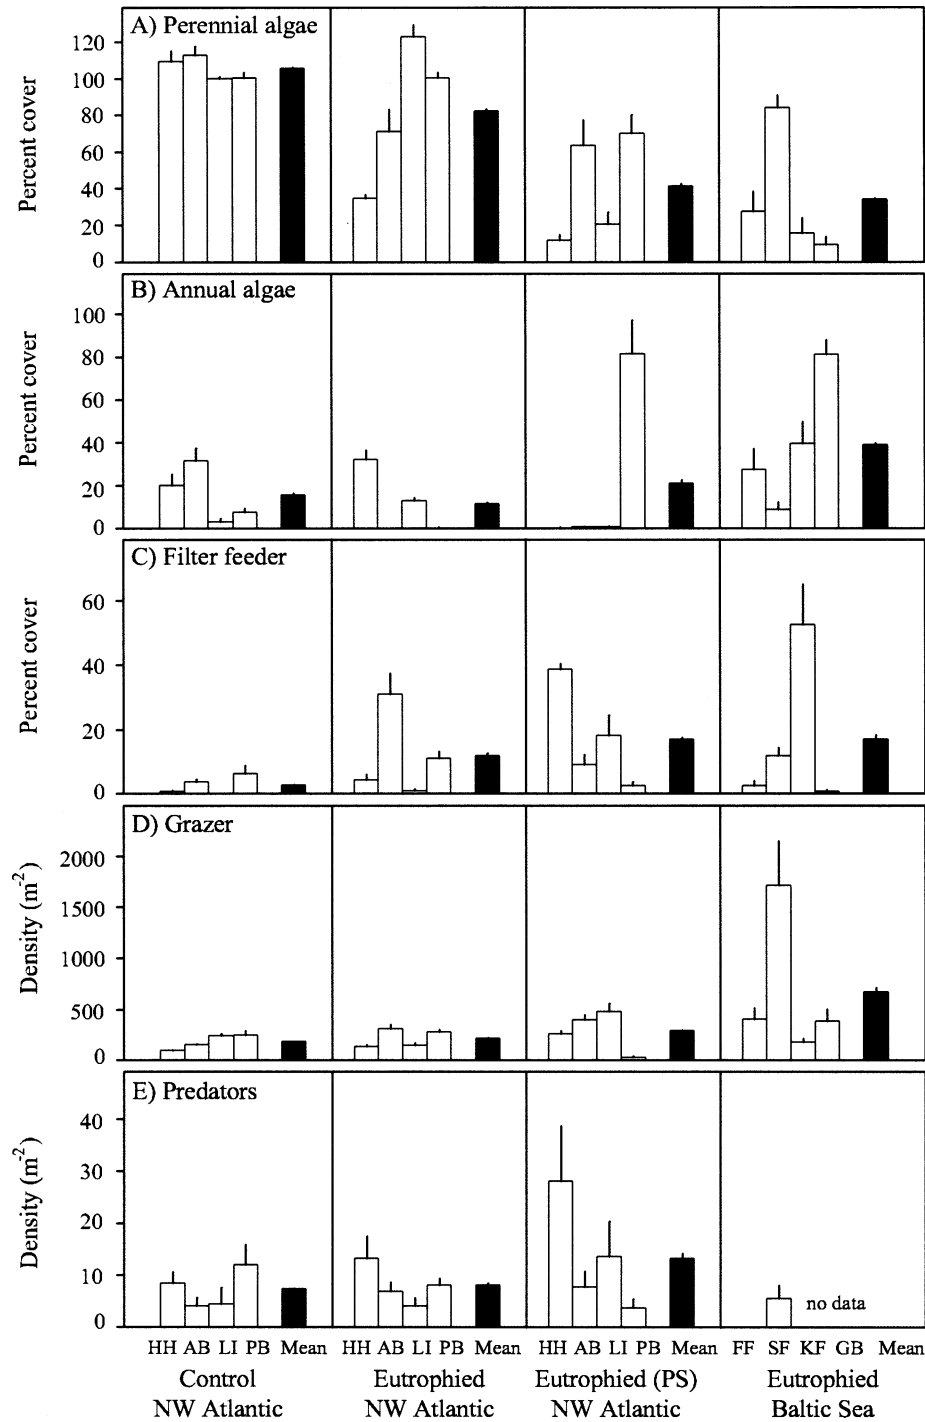 A) Perennial algae
Percent cover
120
100
80
60
40
20
0
B) Annual algae
Percent cover
100
80
60
40
20
0
C) Filter feeder
Percent cover
60
40
20
0
D) Grazer
Density (m-2)
2000
1500
1000
500
0
E) Predators
Density (m-2)
40
30
20
10
0
no data
HH AB LI PB Mean HH AB LI PB Mean HH AB LI PB Mean FF SF KF GB Mean
Control Eutrophied Eutrophied (PS) Eutrophied
NW Atlantic NW Atlantic NW Atlantic Baltic Sea